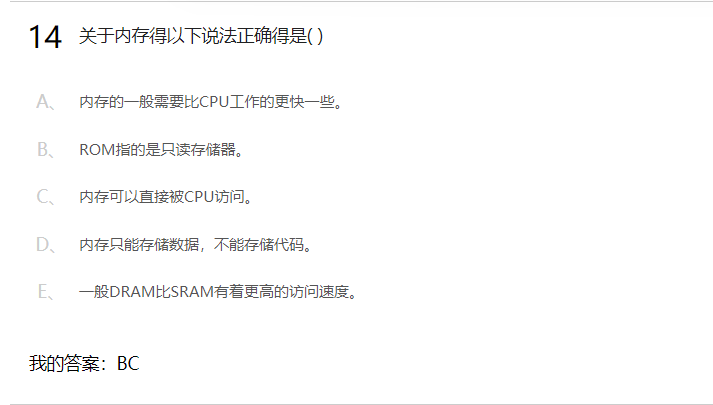 14 关于内存得以下说法正确得是( )
A、 内存的一般需要比CPU工作的更快一些。
B、 ROM指的是只读存储器。
C、 内存可以直接被CPU访问。
D、 内存只能存储数据，不能存储代码。
E、 一般DRAM比SRAM有着更高的访问速度。
我的答案：BC